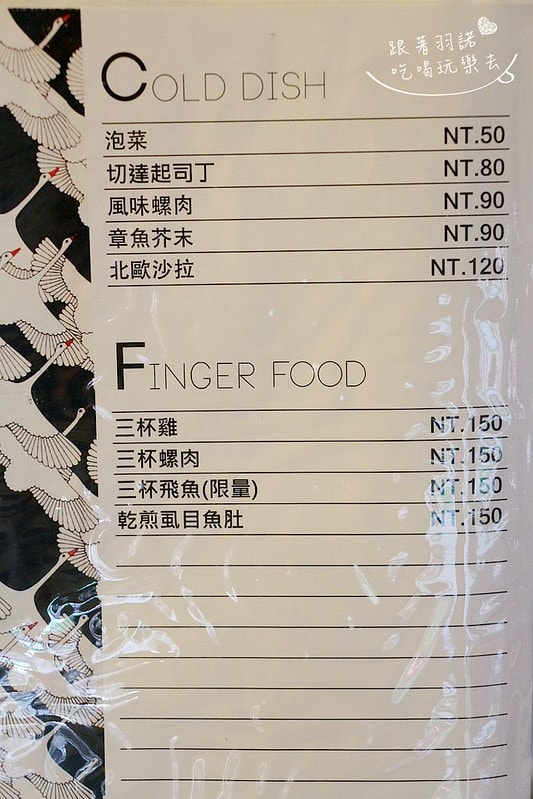 跟著羽諾
吃喝玩樂去
COLD DISH
泡菜 NT.50
切達起司丁 NT.80
風味螺肉 NT.90
章魚芥末 NT.90
北歐沙拉 NT.120
FINGER FOOD
三杯雞 NT.150
三杯螺肉 NT.150
三杯飛魚(限量) NT.150
乾煎虱目魚肚 NT.150